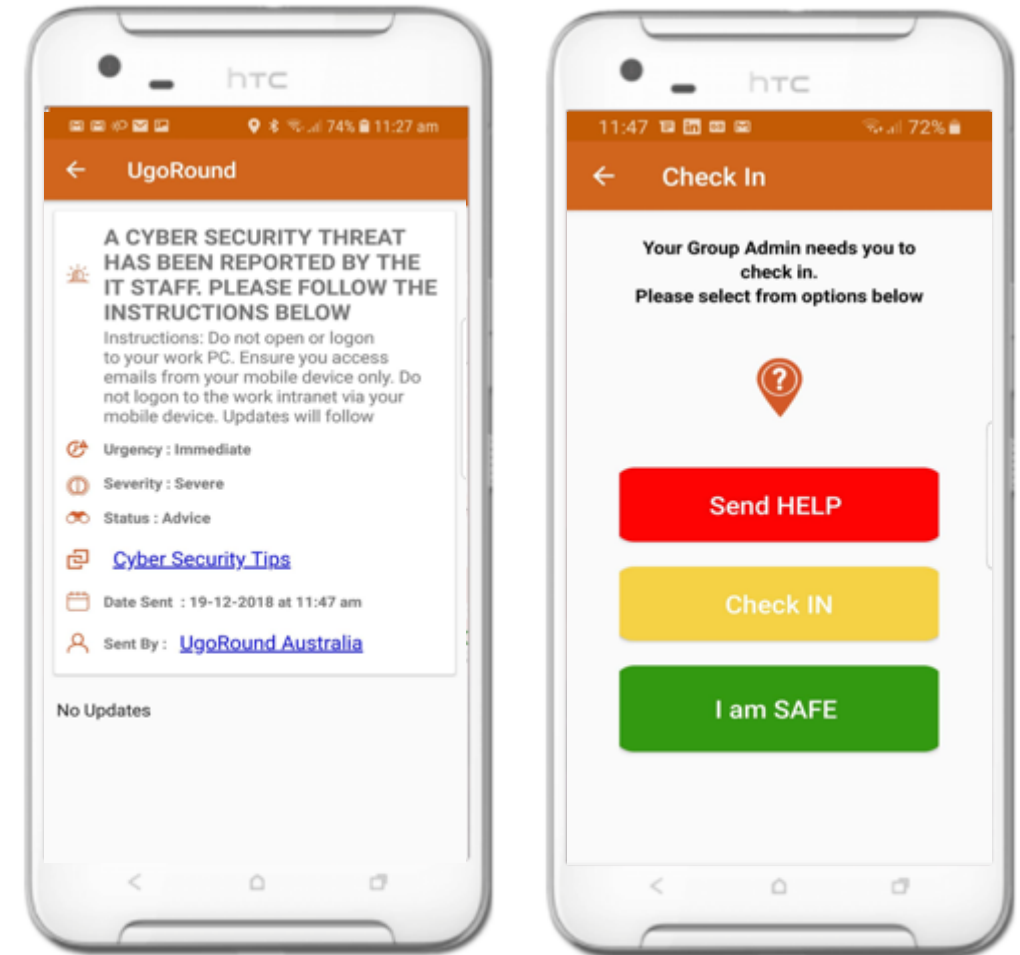 hTC
74% 11:27 am
UgoRound
A CYBER SECURITY THREAT
HAS BEEN REPORTED BY THE
IT STAFF. PLEASE FOLLOW THE
INSTRUCTIONS BELOW
Instructions: Do not open or logon
to your work PC. Ensure you access
emails from your mobile device only. Do
not logon to the work intranet via your
mobile device. Updates will follow
Urgency : Immediate
Severity : Severe
Status : Advice
Cyber Security Tips
Date Sent : 19-12-2018 at 11:47 am
Sent By : UgoRound Australia
No Updates
hTC
11:47 in 72%
Check In
Your Group Admin needs you to
check in.
Please select from options below
?
Send HELP
Check IN
I am SAFE